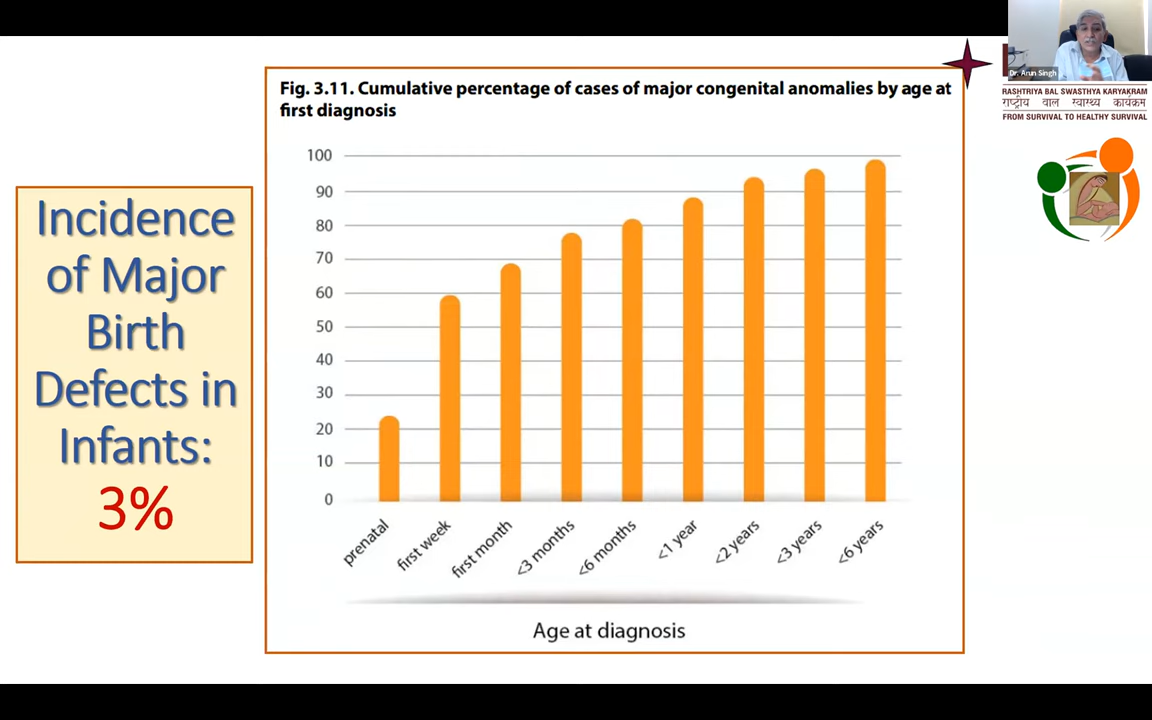 Dr. Arun Singh
RASHTRIYA BAL SWASTHYA KARYAKRAM
राष्ट्रीय बाल स्वास्थ्य कार्यक्रम
FROM SURVIVAL TO HEALTHY SURVIVAL
Incidence
of Major
Birth
Defects in
Infants:
3%
Fig. 3.11. Cumulative percentage of cases of major congenital anomalies by age at
first diagnosis
100
90
80
70
60
50
40
30
20
10
0
prenatal
first week
first month
<3 months
<6 months
<1 year
<2 years
<3 years
<6 years
Age at diagnosis